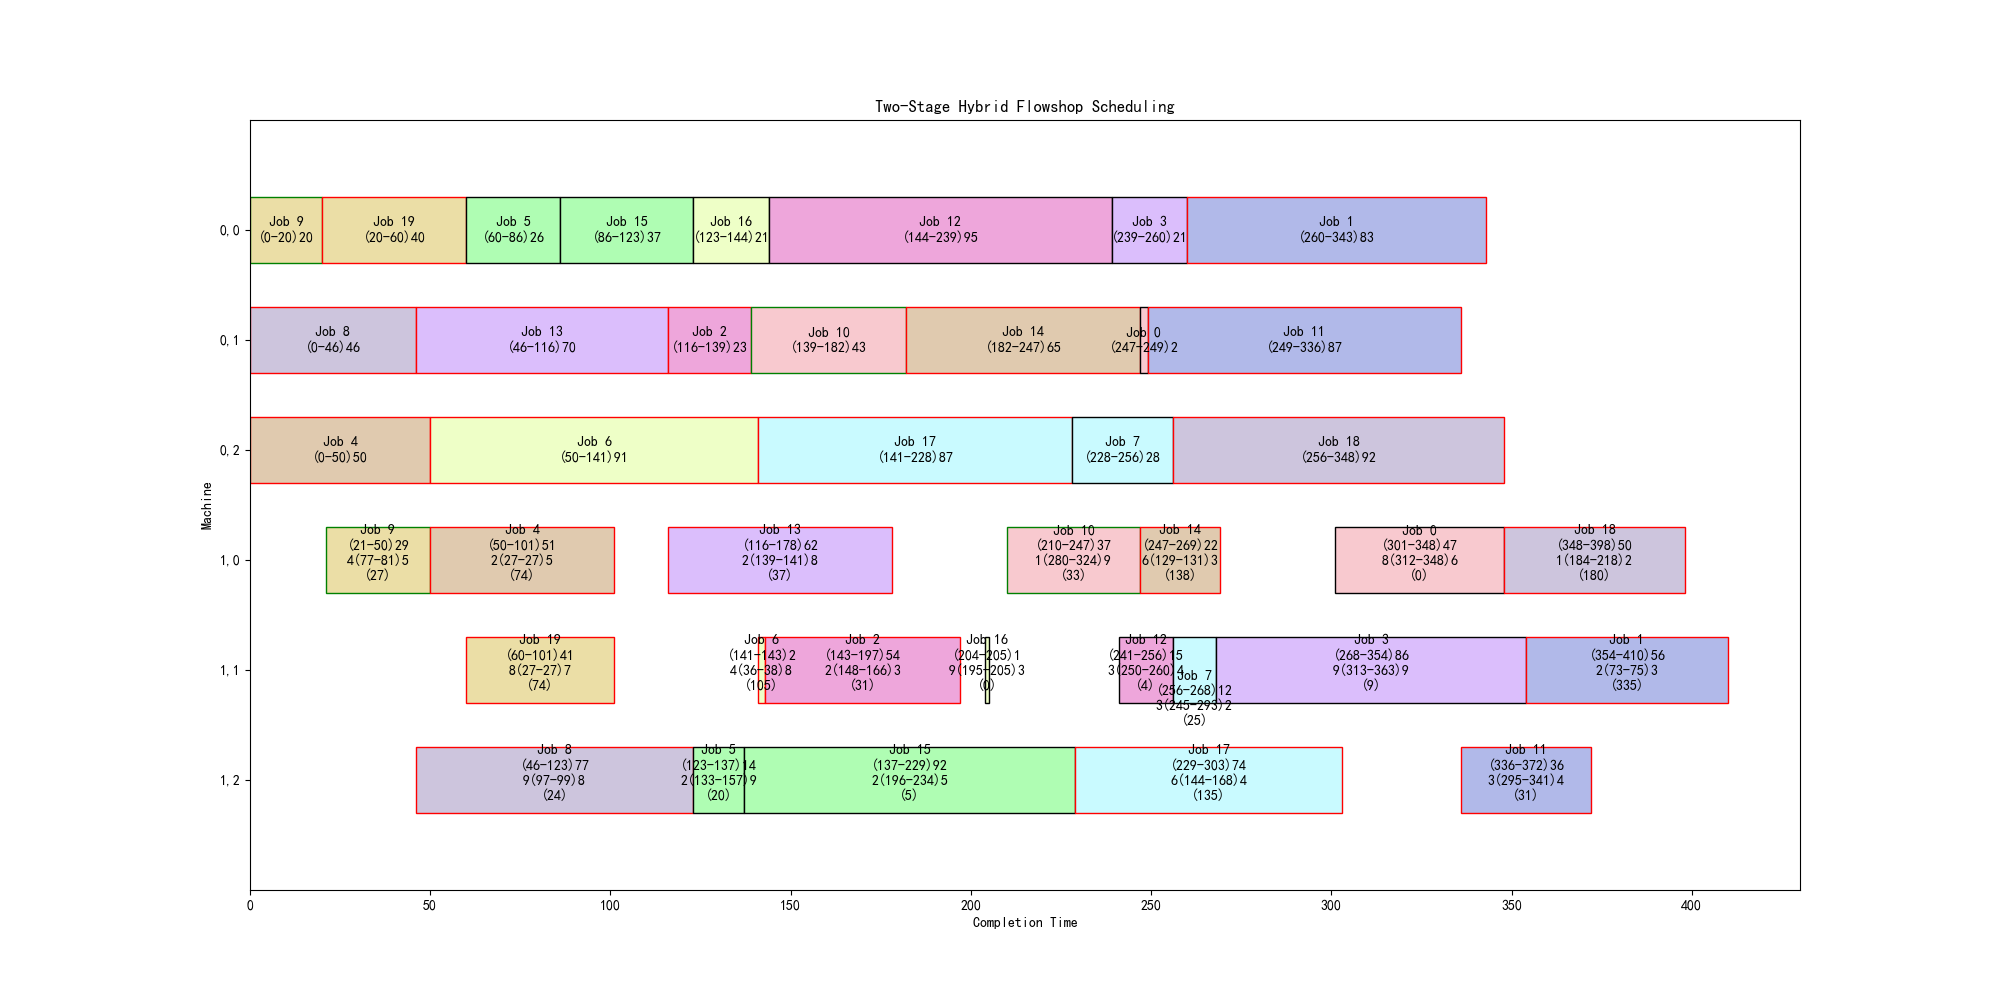 Two-Stage Hybrid Flowshop Scheduling
Machine
0,0
Job 9
(0-20)20
Job 19
(20-60)40
Job 5
(60-86)26
Job 15
(86-123)37
Job 16
(123-144)21
Job 12
(144-239)95
Job 3
(239-260)21
Job 1
(260-343)83
0,1
Job 8
(0-46)46
Job 13
(46-116)70
Job 2
(116-139)23
Job 10
(139-182)43
Job 14
(182-247)65
Job 0
(247-249)2
Job 11
(249-336)87
0,2
Job 4
(0-50)50
Job 6
(50-141)91
Job 17
(141-228)87
Job 7
(228-256)28
Job 18
(256-348)92
1,0
Job 9
(21-50)29
4(77-81)5
(27)
Job 4
(50-101)51
2(27-27)5
(74)
Job 13
(116-178)62
2(139-141)8
(37)
Job 10
(210-247)37
1(280-324)9
(33)
Job 14
(247-269)22
6(129-131)3
(138)
Job 0
(301-348)47
8(312-348)6
(0)
Job 18
(348-398)50
1(184-218)2
(180)
1,1
Job 19
(60-101)41
8(27-27)7
(74)
Job 6
(141-143)2
4(36-38)8
(105)
Job 2
(143-197)54
2(148-166)3
(31)
Job 16
(204-205)1
9(195-205)3
(0)
Job 12
(241-256)15
3(250-260)4
(4)
Job 7
(256-268)12
3(245-293)2
(25)
Job 3
(268-354)86
9(313-363)9
(9)
Job 1
(354-410)56
2(73-75)3
(335)
1,2
Job 8
(46-123)77
9(97-99)8
(24)
Job 5
(123-137)14
2(133-157)9
(20)
Job 15
(137-229)92
2(196-234)5
(5)
Job 17
(229-303)74
6(144-168)4
(135)
Job 11
(336-372)36
3(295-341)4
(31)
0
50
100
150
200
250
300
350
400
Completion Time